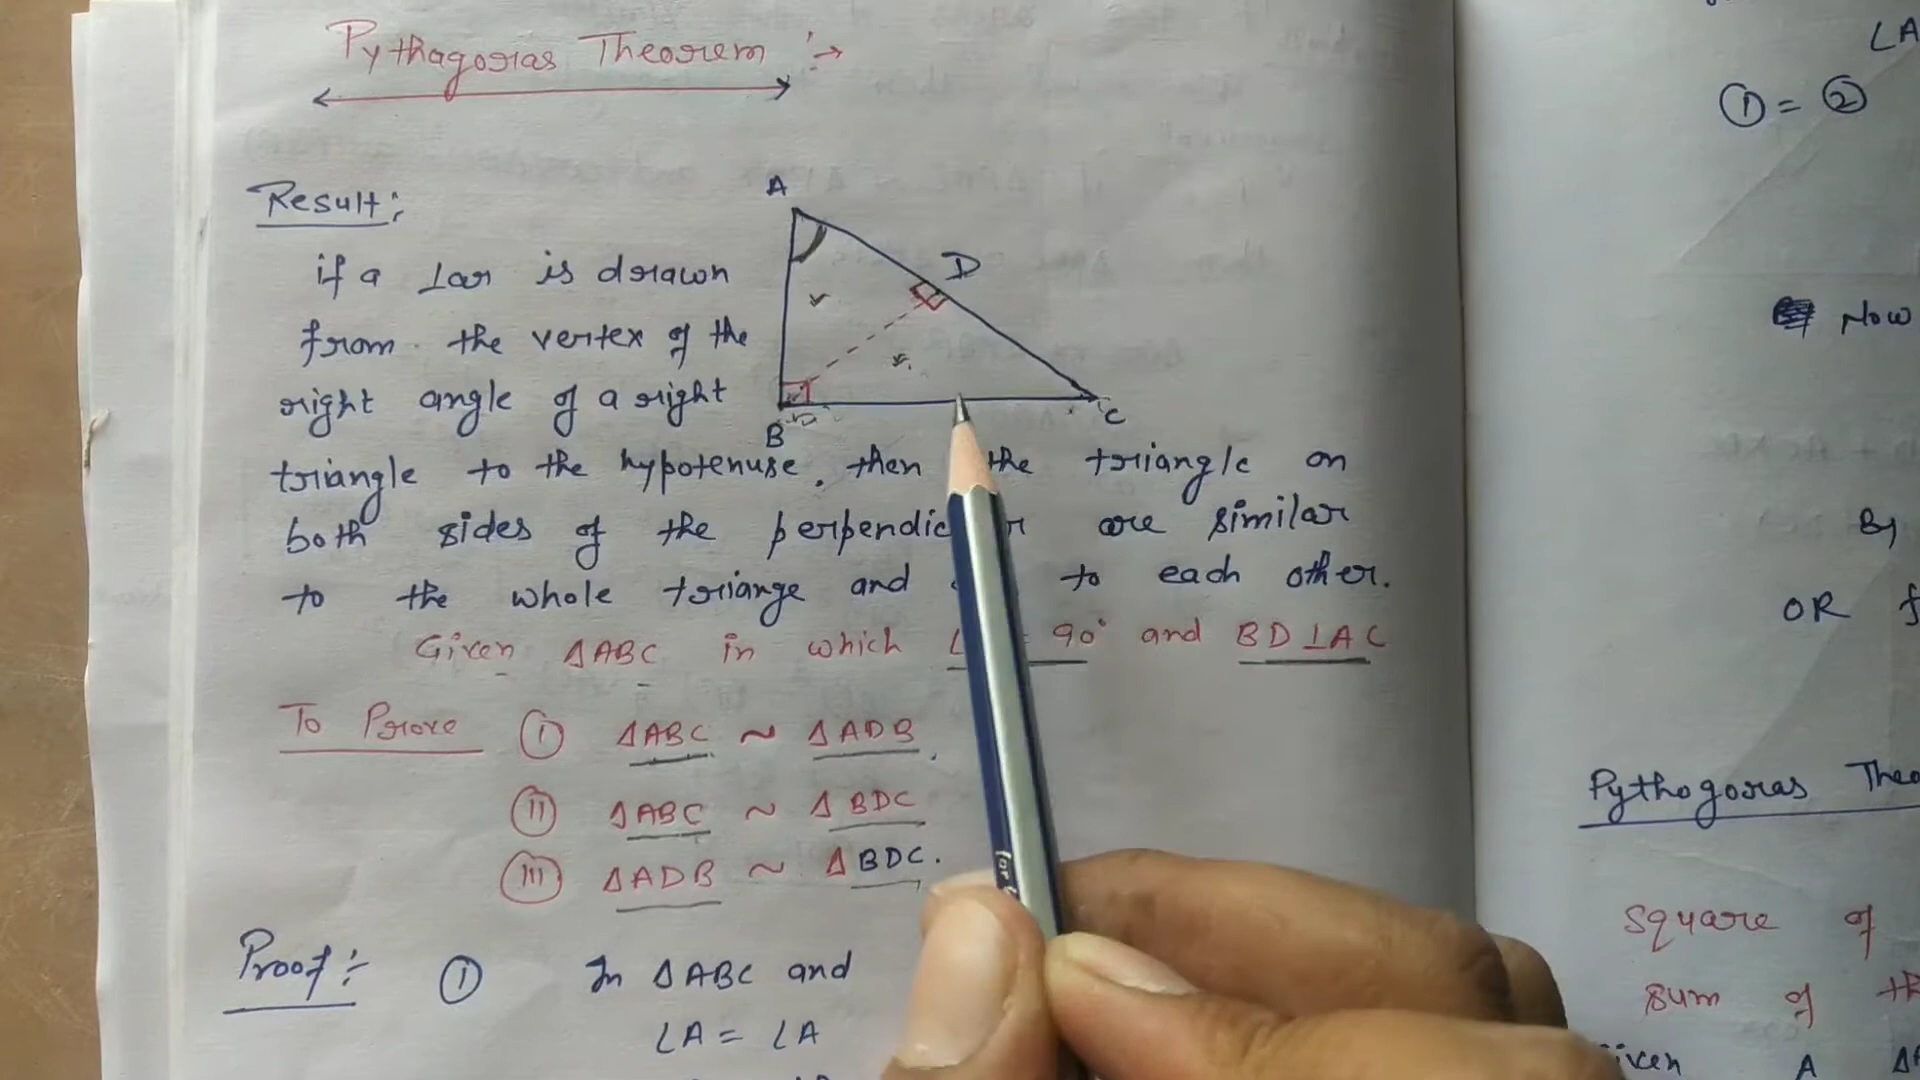 Pythagoras Theorem :→
Result:
if a ⊥ar is drawn
from the vertex of the
right angle of a right
triangle to the hypotenuse, then the triangle on
both sides of the are similar
to the whole triange and to each other.
Given ΔABC in which 90° and BD⊥AC
To Prove (I) ΔABC ~ ΔADB
(II) ΔABC ~ ΔBDC
(III) ΔADB ~ ΔBDC.
Proof:- (1) In ΔABC and
∠A = ∠A
A
D
B
C
∠A
① = ②
Now
By
OR
Pythogoras
square of
sum of
A